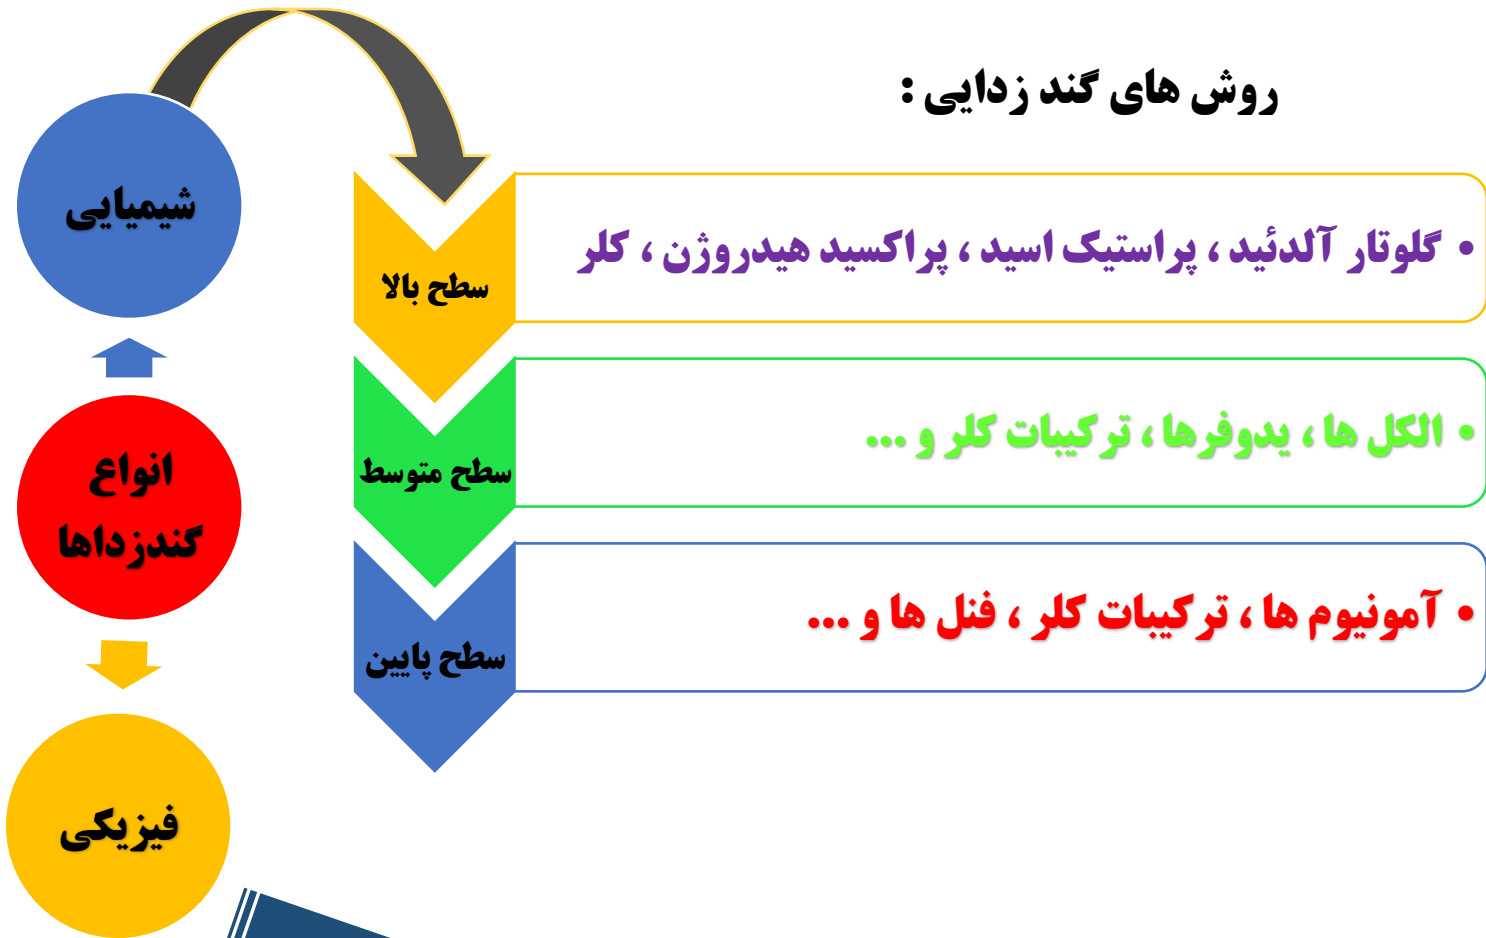 روش های گند زدایی :
شیمیایی
انواع
گندزداها
فیزیکی
سطح بالا
• گلوتار آلدئید ، پراستیک اسید ، پراکسید هیدروژن ، کلر
سطح متوسط
• الکل ها ، یدوفرها ، ترکیبات کلر و ...
سطح پایین
• آمونیوم ها ، ترکیبات کلر ، فنل ها و ...